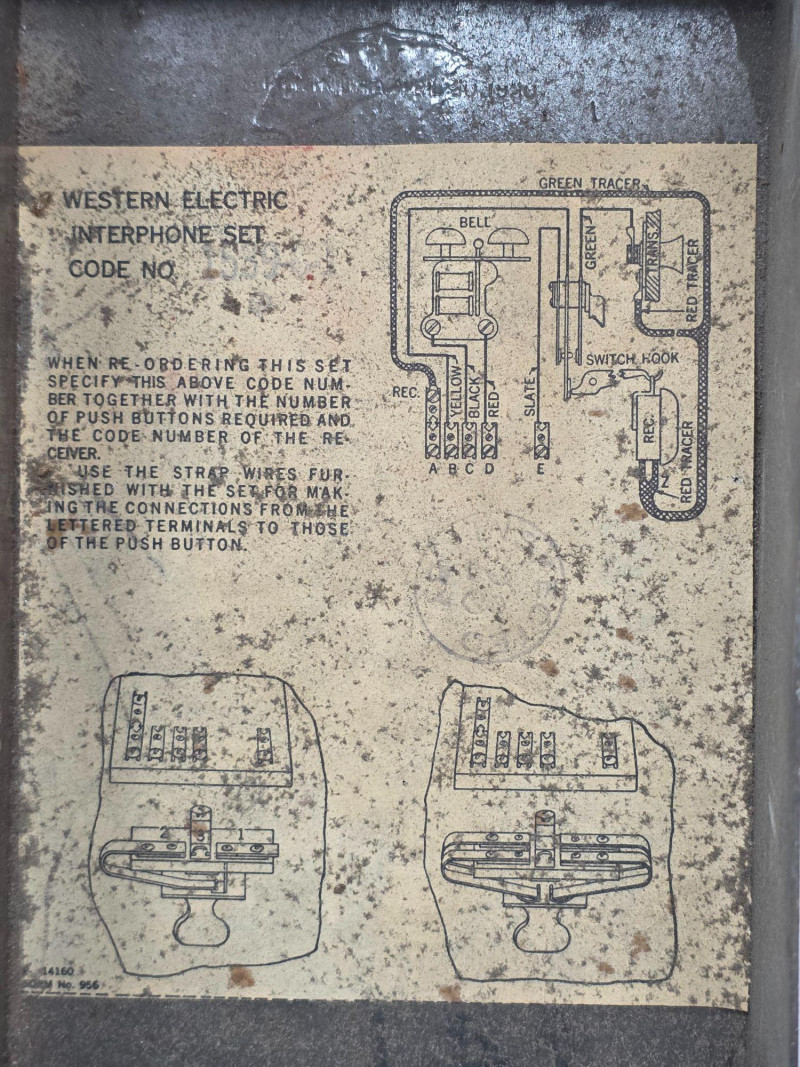 WESTERN ELECTRIC
INTERPHONE SET
CODE NO
WHEN RE-ORDERING THIS SET
SPECIFY THIS ABOVE CODE NUM-
BER TOGETHER WITH THE NUMBER
OF PUSH BUTTONS REQUIRED AND
THE CODE NUMBER OF THE RE-
CEIVER.
USE THE STRAP WIRES FUR-
NISHED WITH THE SET FOR MAK-
ING THE CONNECTIONS FROM THE
LETTERED TERMINALS TO THOSE
OF THE PUSH BUTTON.
GREEN TRACER
BELL
GREEN
TRANS.
RED TRACER
SWITCH HOOK
REC.
YELLOW
BLACK
RED
SLATE
REC.
RED TRACER
A B C D E
2 1
14160
FORM No. 956